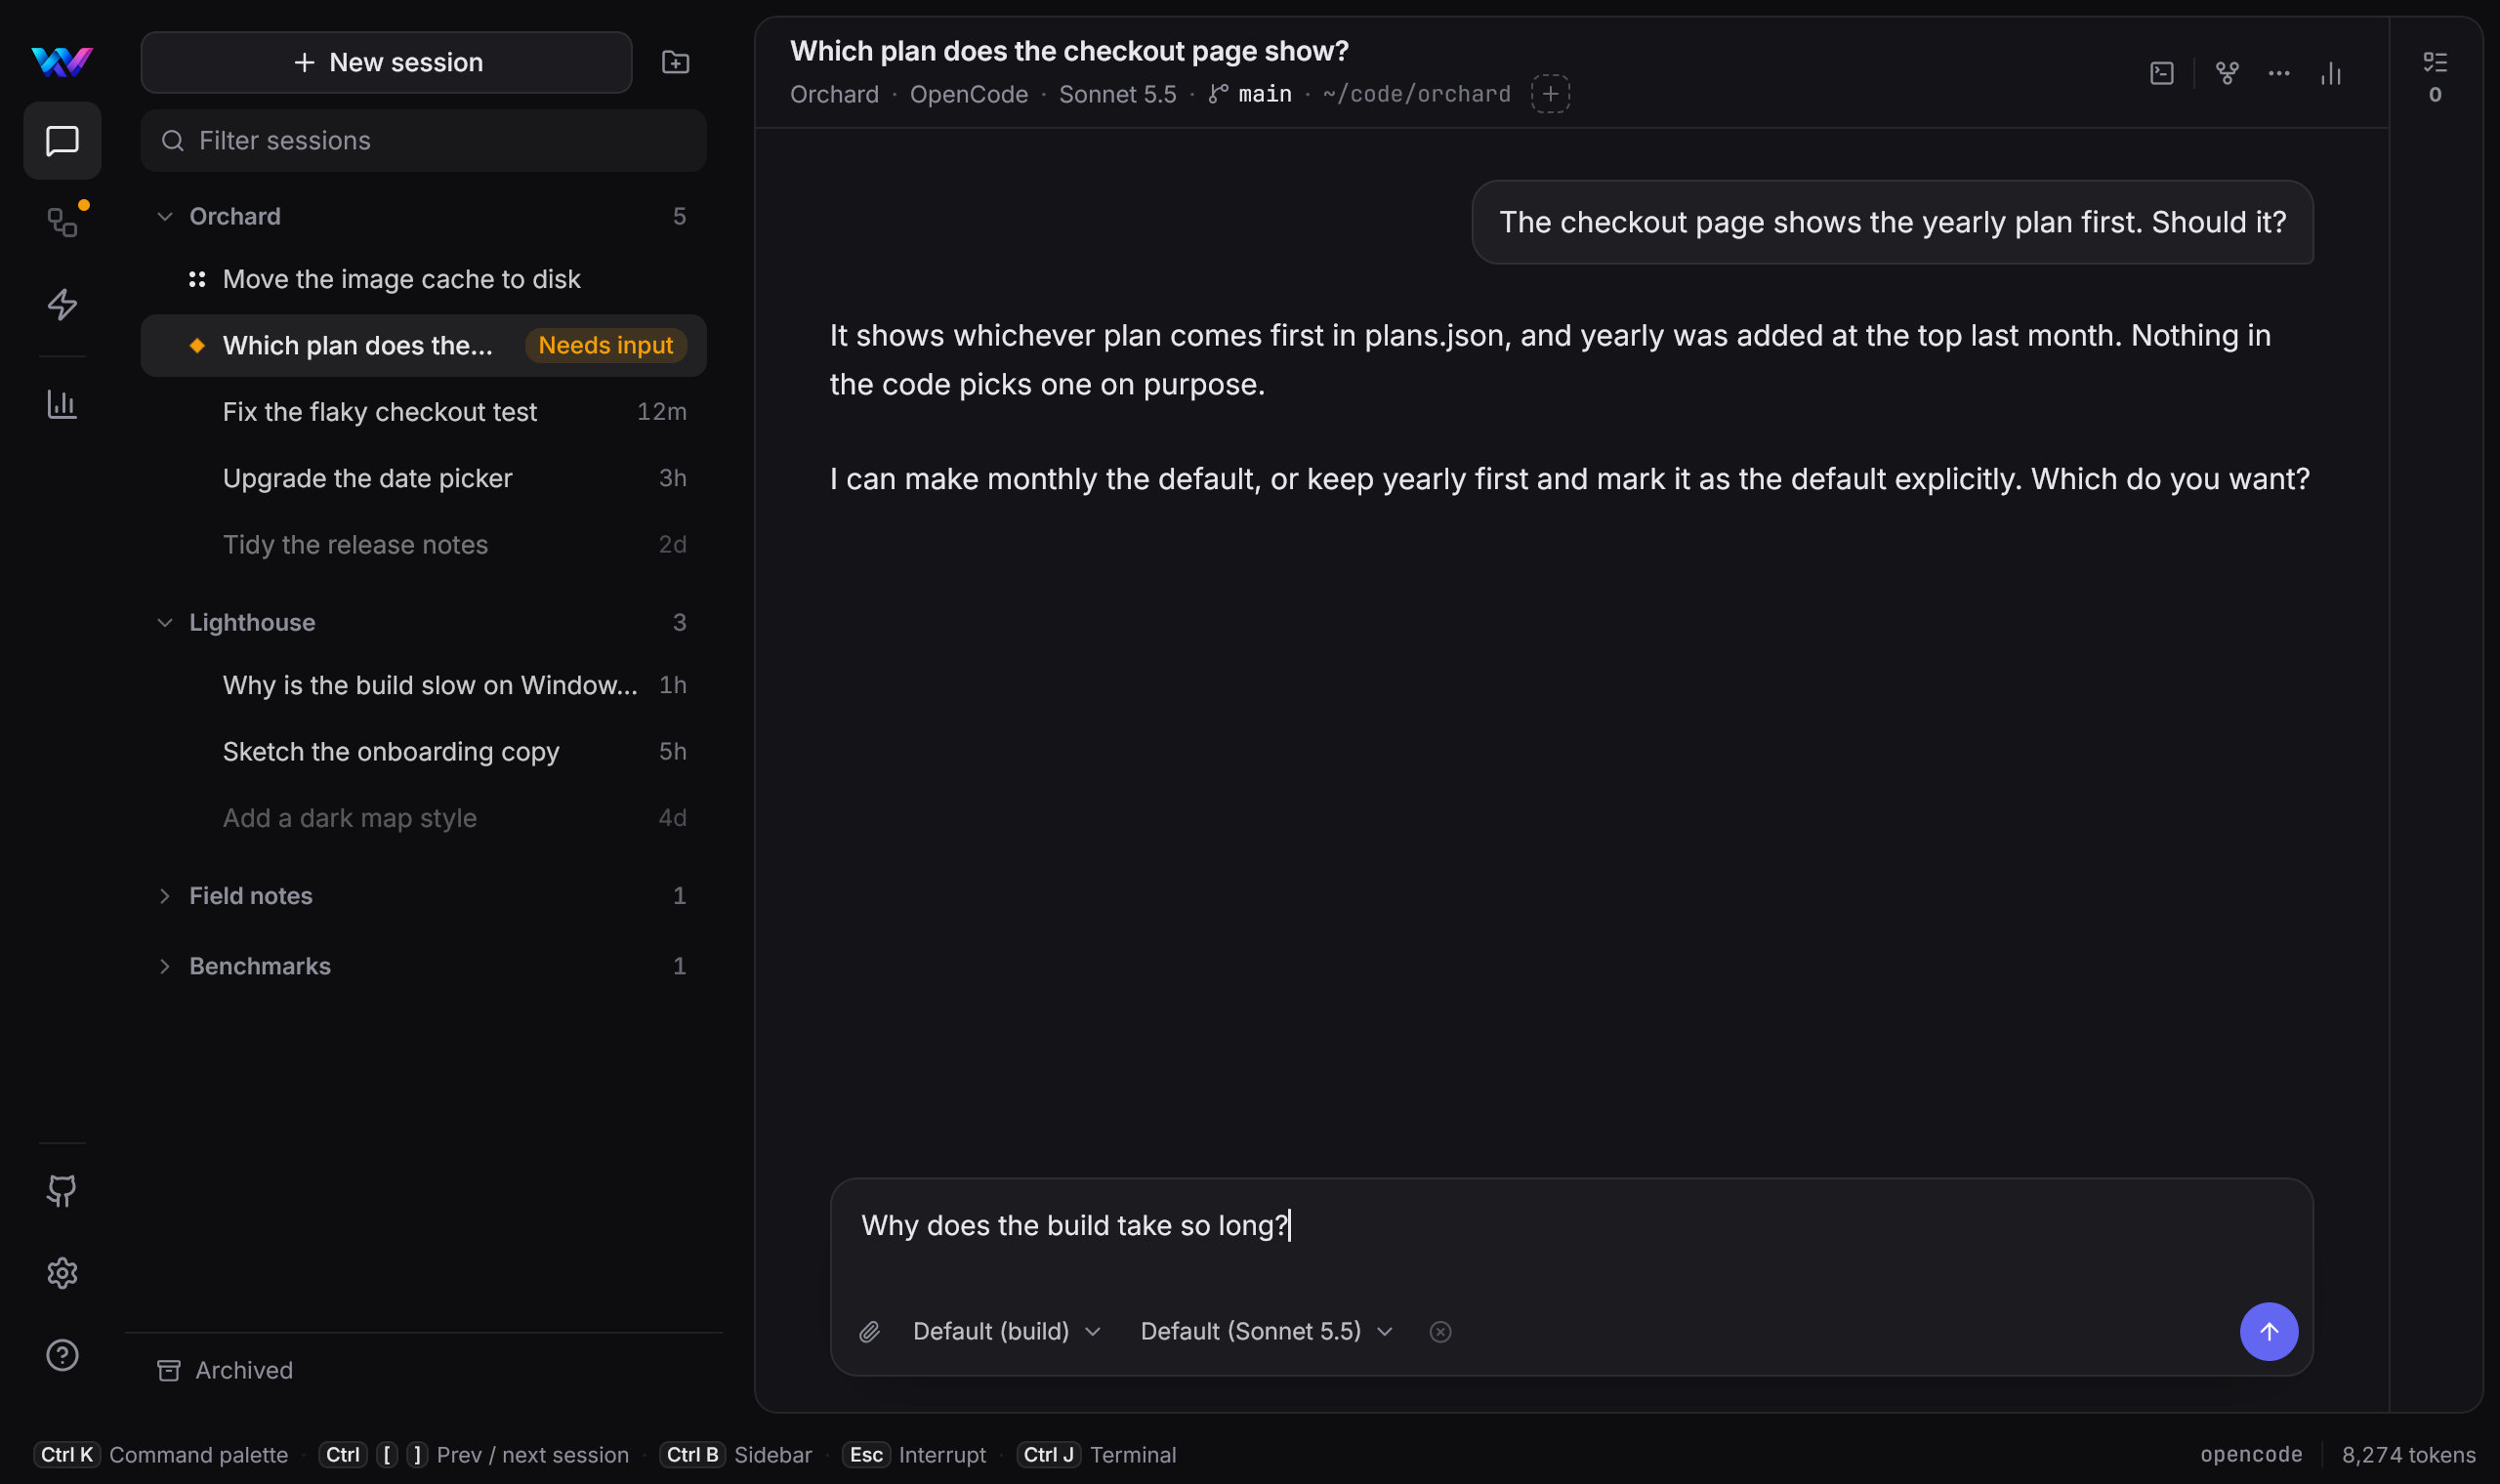 New session
Filter sessions
Orchard 5
Move the image cache to disk
Which plan does the... Needs input
Fix the flaky checkout test 12m
Upgrade the date picker 3h
Tidy the release notes 2d
Lighthouse 3
Why is the build slow on Window... 1h
Sketch the onboarding copy 5h
Add a dark map style 4d
Field notes 1
Benchmarks 1
Archived
Which plan does the checkout page show?
Orchard · OpenCode · Sonnet 5.5 · main · ~/code/orchard
0
The checkout page shows the yearly plan first. Should it?
It shows whichever plan comes first in plans.json, and yearly was added at the top last month. Nothing in
the code picks one on purpose.
I can make monthly the default, or keep yearly first and mark it as the default explicitly. Which do you want?
Why does the build take so long?
Default (build) Default (Sonnet 5.5)
Ctrl K Command palette · Ctrl [ ] Prev / next session · Ctrl B Sidebar · Esc Interrupt · Ctrl J Terminal
opencode 8,274 tokens